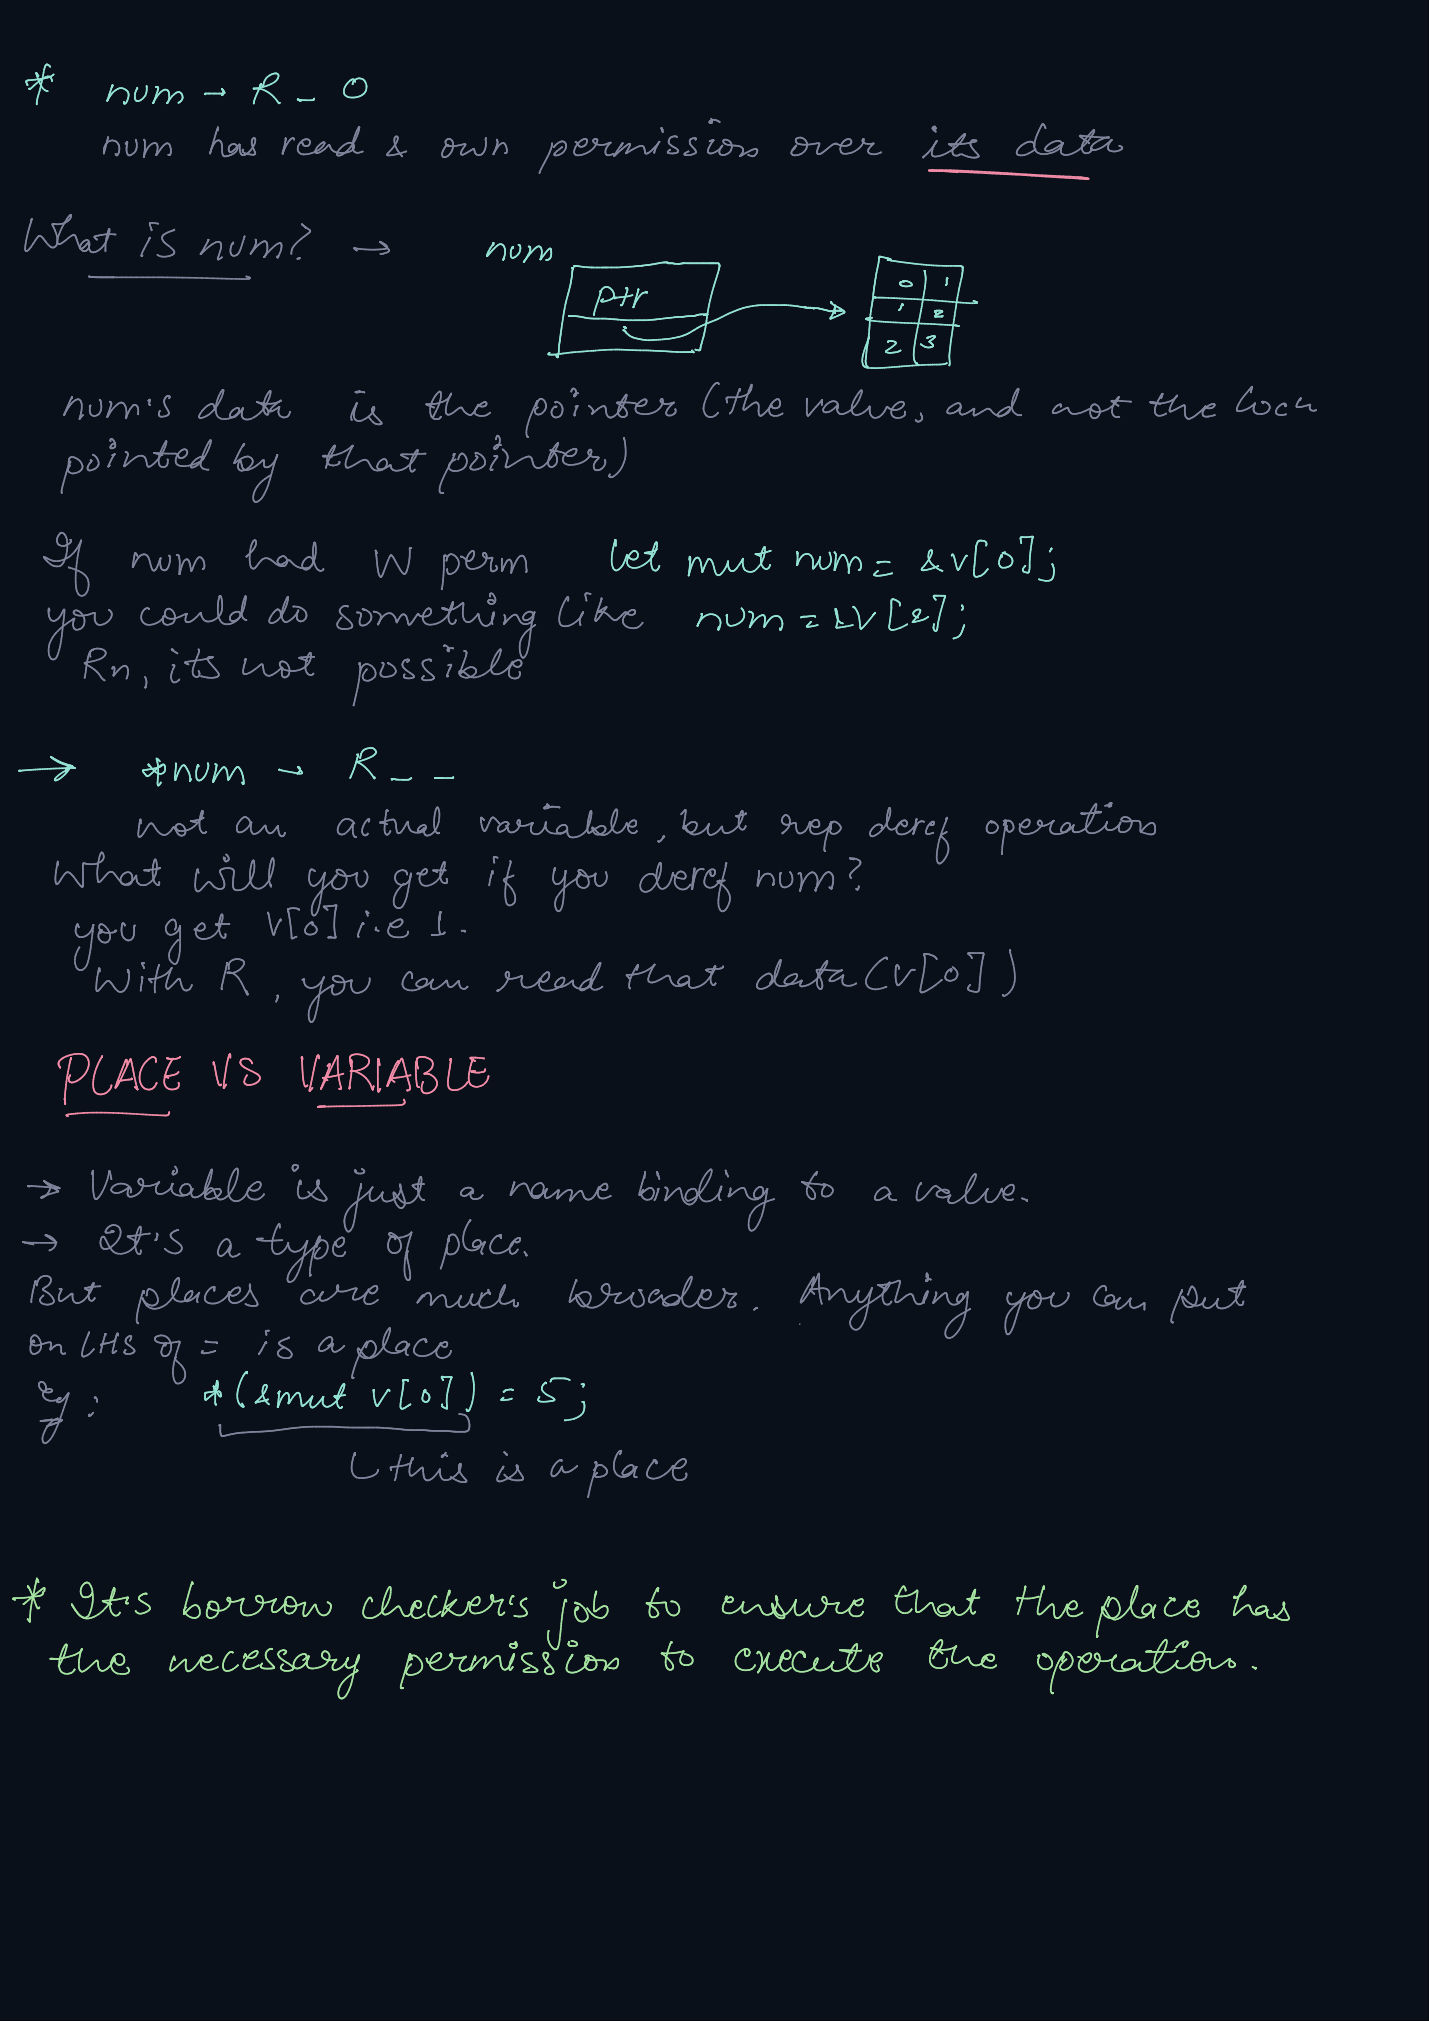 * num → R _ O
num has read & own permission over its data
What is num? →
num
ptr
0 1
1 2
2 3
num's data is the pointer (the value, and not the locn
pointed by that pointer)
If num had W perm let mut num = &v[0];
you could do something like num = &v[2];
Rn, its not possible
→ *num → R _ _
not an actual variable, but rep deref operation
What will you get if you deref num?
you get v[0] i.e 1.
With R, you can read that data (v[0])
PLACE VS VARIABLE
→ Variable is just a name binding to a value.
→ It's a type of place.
But places are much broader. Anything you can put
on LHS of = is a place
Eg: *(&mut v[0]) = 5;
this is a place
* It's borrow checker's job to ensure that the place has
the necessary permission to execute the operation.